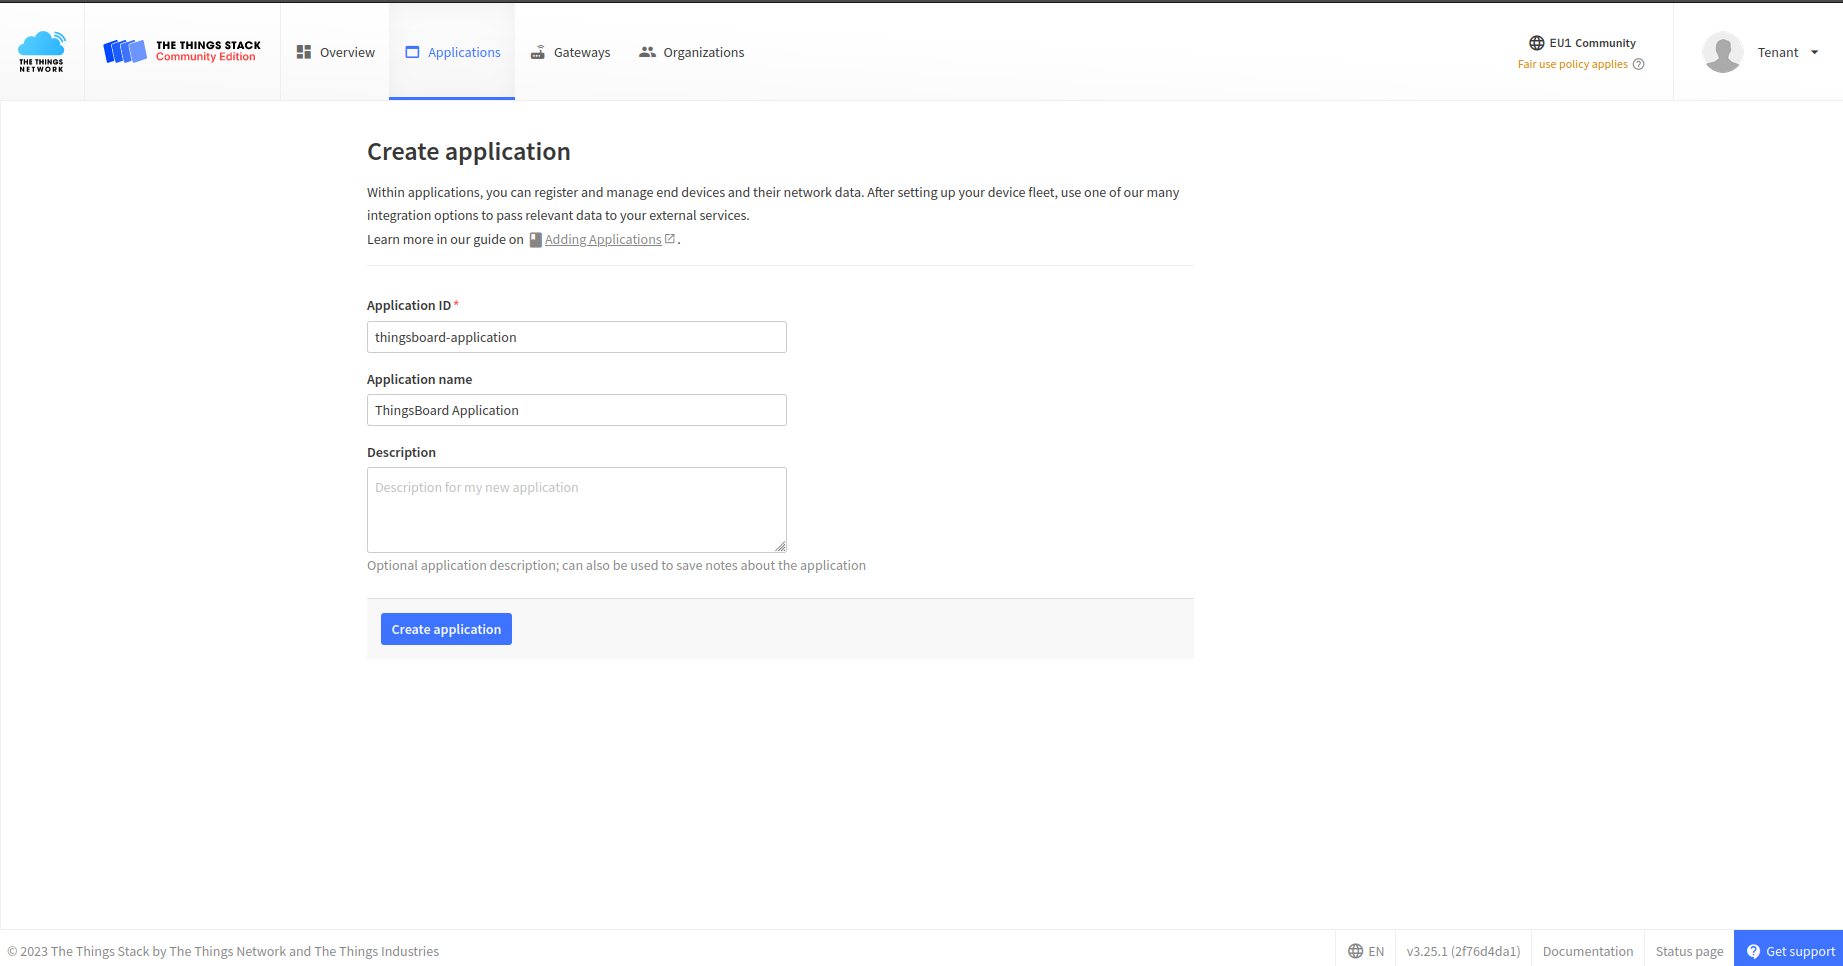 THE THINGS
NETWORK
THE THINGS STACK
Community Edition
Overview
Applications
Gateways
Organizations
EU1 Community
Fair use policy applies
Tenant
Create application
Within applications, you can register and manage end devices and their network data. After setting up your device fleet, use one of our many
integration options to pass relevant data to your external services.
Learn more in our guide on Adding Applications.
Application ID*
thingsboard-application
Application name
ThingsBoard Application
Description
Description for my new application
Optional application description; can also be used to save notes about the application
Create application
© 2023 The Things Stack by The Things Network and The Things Industries
EN
v3.25.1 (2f76d4da1)
Documentation
Status page
Get support